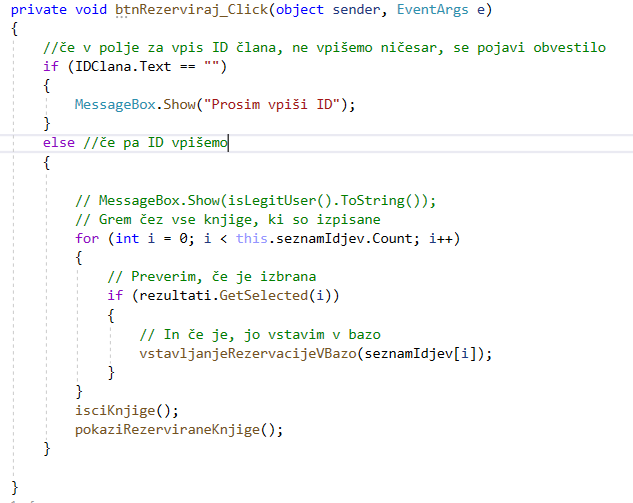 private void btnRezerviraj_Click(object sender, EventArgs e)
{
//če v polje za vpis ID člana, ne vpišemo ničesar, se pojavi obvestilo
if (IDClana.Text == "")
{
MessageBox.Show("Prosim vpiši ID");
}
else //če pa ID vpišemo
{
// MessageBox.Show(isLegitUser().ToString());
// Grem čez vse knjige, ki so izpisane
for (int i = 0; i < this.seznamIdjev.Count; i++)
{
// Preverim, če je izbrana
if (rezultati.GetSelected(i))
{
// In če je, jo vstavim v bazo
vstavljanjeRezervacijeVBazo(seznamIdjev[i]);
}
}
isciKnjige();
pokaziRezerviraneKnjige();
}
}